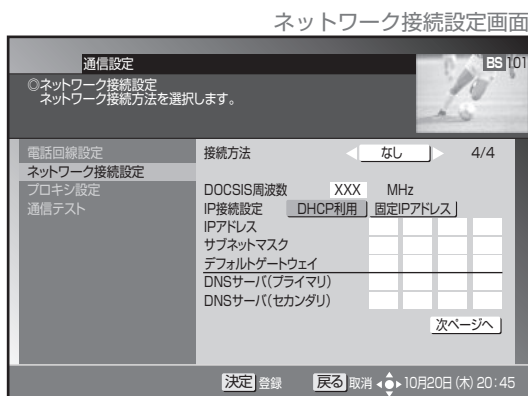 ネットワーク接続設定画面
通信設定
BS 101
◎ネットワーク接続設定
ネットワーク接続方法を選択します。
電話回線設定
ネットワーク接続設定
プロキシ設定
通信テスト
接続方法 なし 4/4
DOCSIS周波数 XXX MHz
IP接続設定 DHCP利用 固定IPアドレス
IPアドレス
サブネットマスク
デフォルトゲートウェイ
DNSサーバ(プライマリ)
DNSサーバ(セカンダリ)
次ページへ
決定 登録 戻る 取消 10月20日(木) 20:45